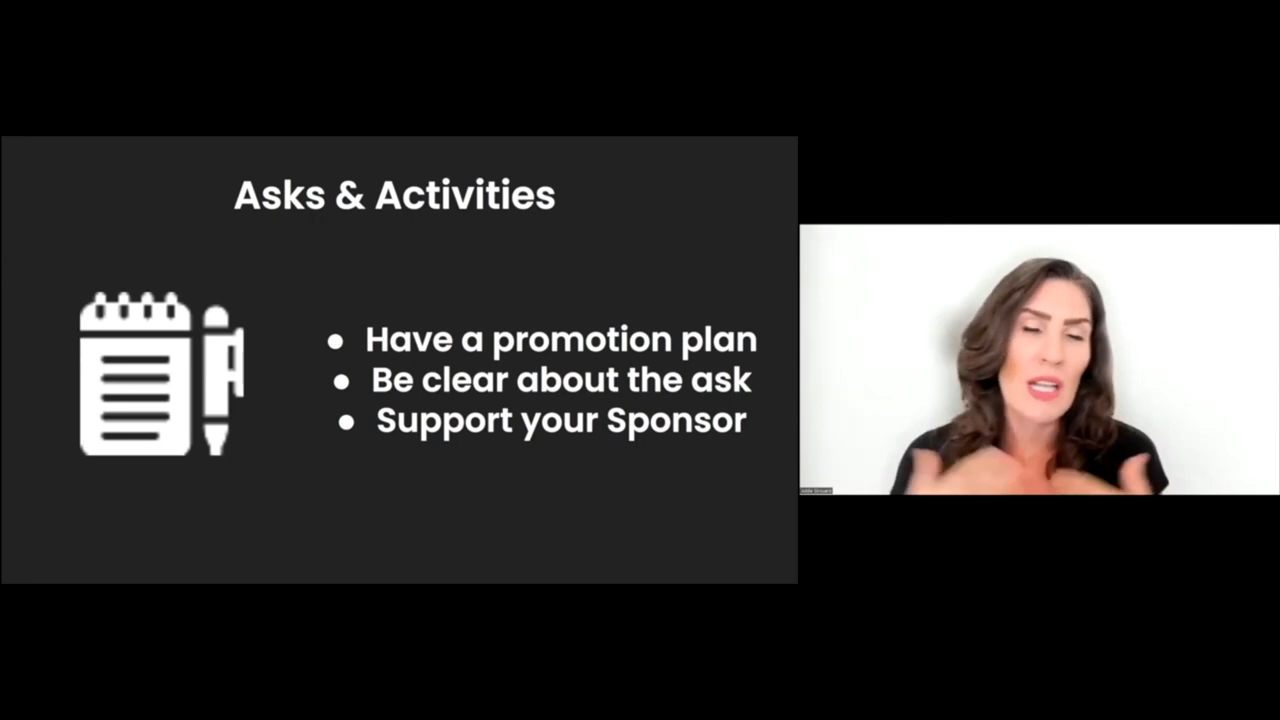 Asks & Activities
● Have a promotion plan
● Be clear about the ask
● Support your Sponsor